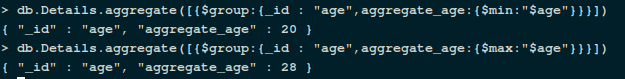 > db.Details.aggregate([{$group:{_id : "age",aggregate_age:{$min:"$age"}}}])
{ "_id" : "age", "aggregate_age" : 20 }
> db.Details.aggregate([{$group:{_id : "age",aggregate_age:{$max:"$age"}}}])
{ "_id" : "age", "aggregate_age" : 28 }